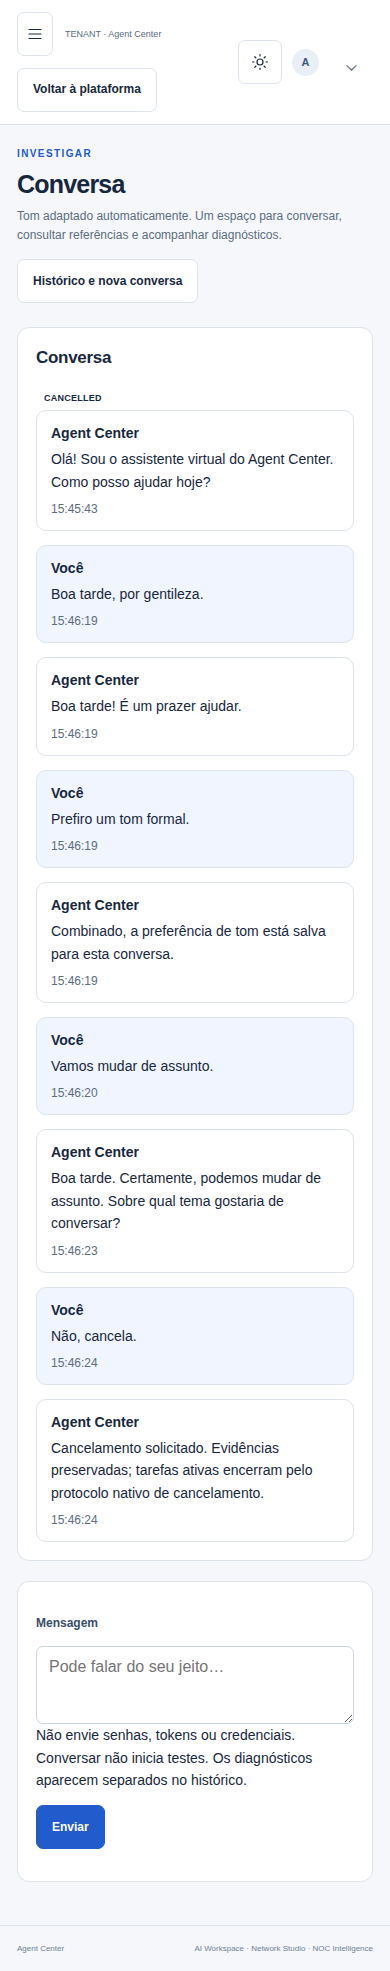 TENANT · Agent Center
Voltar à plataforma
A
INVESTIGAR
Conversa
Tom adaptado automaticamente. Um espaço para conversar,
consultar referências e acompanhar diagnósticos.
Histórico e nova conversa
Conversa
CANCELLED
Agent Center
Olá! Sou o assistente virtual do Agent Center.
Como posso ajudar hoje?
15:45:43
Você
Boa tarde, por gentileza.
15:46:19
Agent Center
Boa tarde! É um prazer ajudar.
15:46:19
Você
Prefiro um tom formal.
15:46:19
Agent Center
Combinado, a preferência de tom está salva
para esta conversa.
15:46:19
Você
Vamos mudar de assunto.
15:46:20
Agent Center
Boa tarde. Certamente, podemos mudar de
assunto. Sobre qual tema gostaria de
conversar?
15:46:23
Você
Não, cancela.
15:46:24
Agent Center
Cancelamento solicitado. Evidências
preservadas; tarefas ativas encerram pelo
protocolo nativo de cancelamento.
15:46:24
Mensagem
Pode falar do seu jeito…
Não envie senhas, tokens ou credenciais.
Conversar não inicia testes. Os diagnósticos
aparecem separados no histórico.
Enviar
Agent Center
AI Workspace · Network Studio · NOC Intelligence